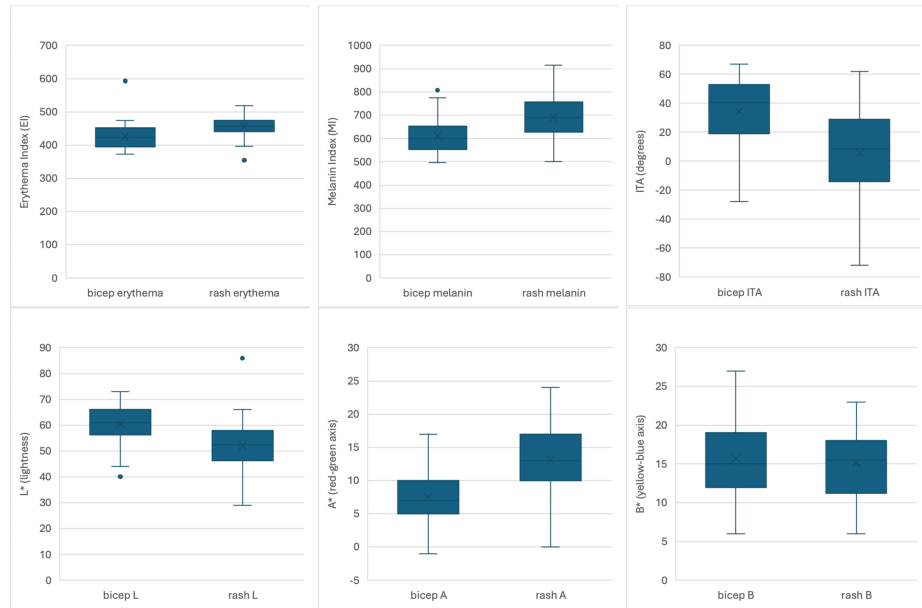 Erythema Index (EI)
700
600
500
400
300
200
100
0
bicep erythema
rash erythema
Melanin Index (MI)
1000
900
800
700
600
500
400
300
200
100
0
bicep melanin
rash melanin
ITA (degrees)
80
60
40
20
0
-20
-40
-60
-80
bicep ITA
rash ITA
L* (lightness)
90
80
70
60
50
40
30
20
10
0
bicep L
rash L
A* (red-green axis)
30
25
20
15
10
5
0
-5
bicep A
rash A
B* (yellow-blue axis)
30
25
20
15
10
5
0
bicep B
rash B